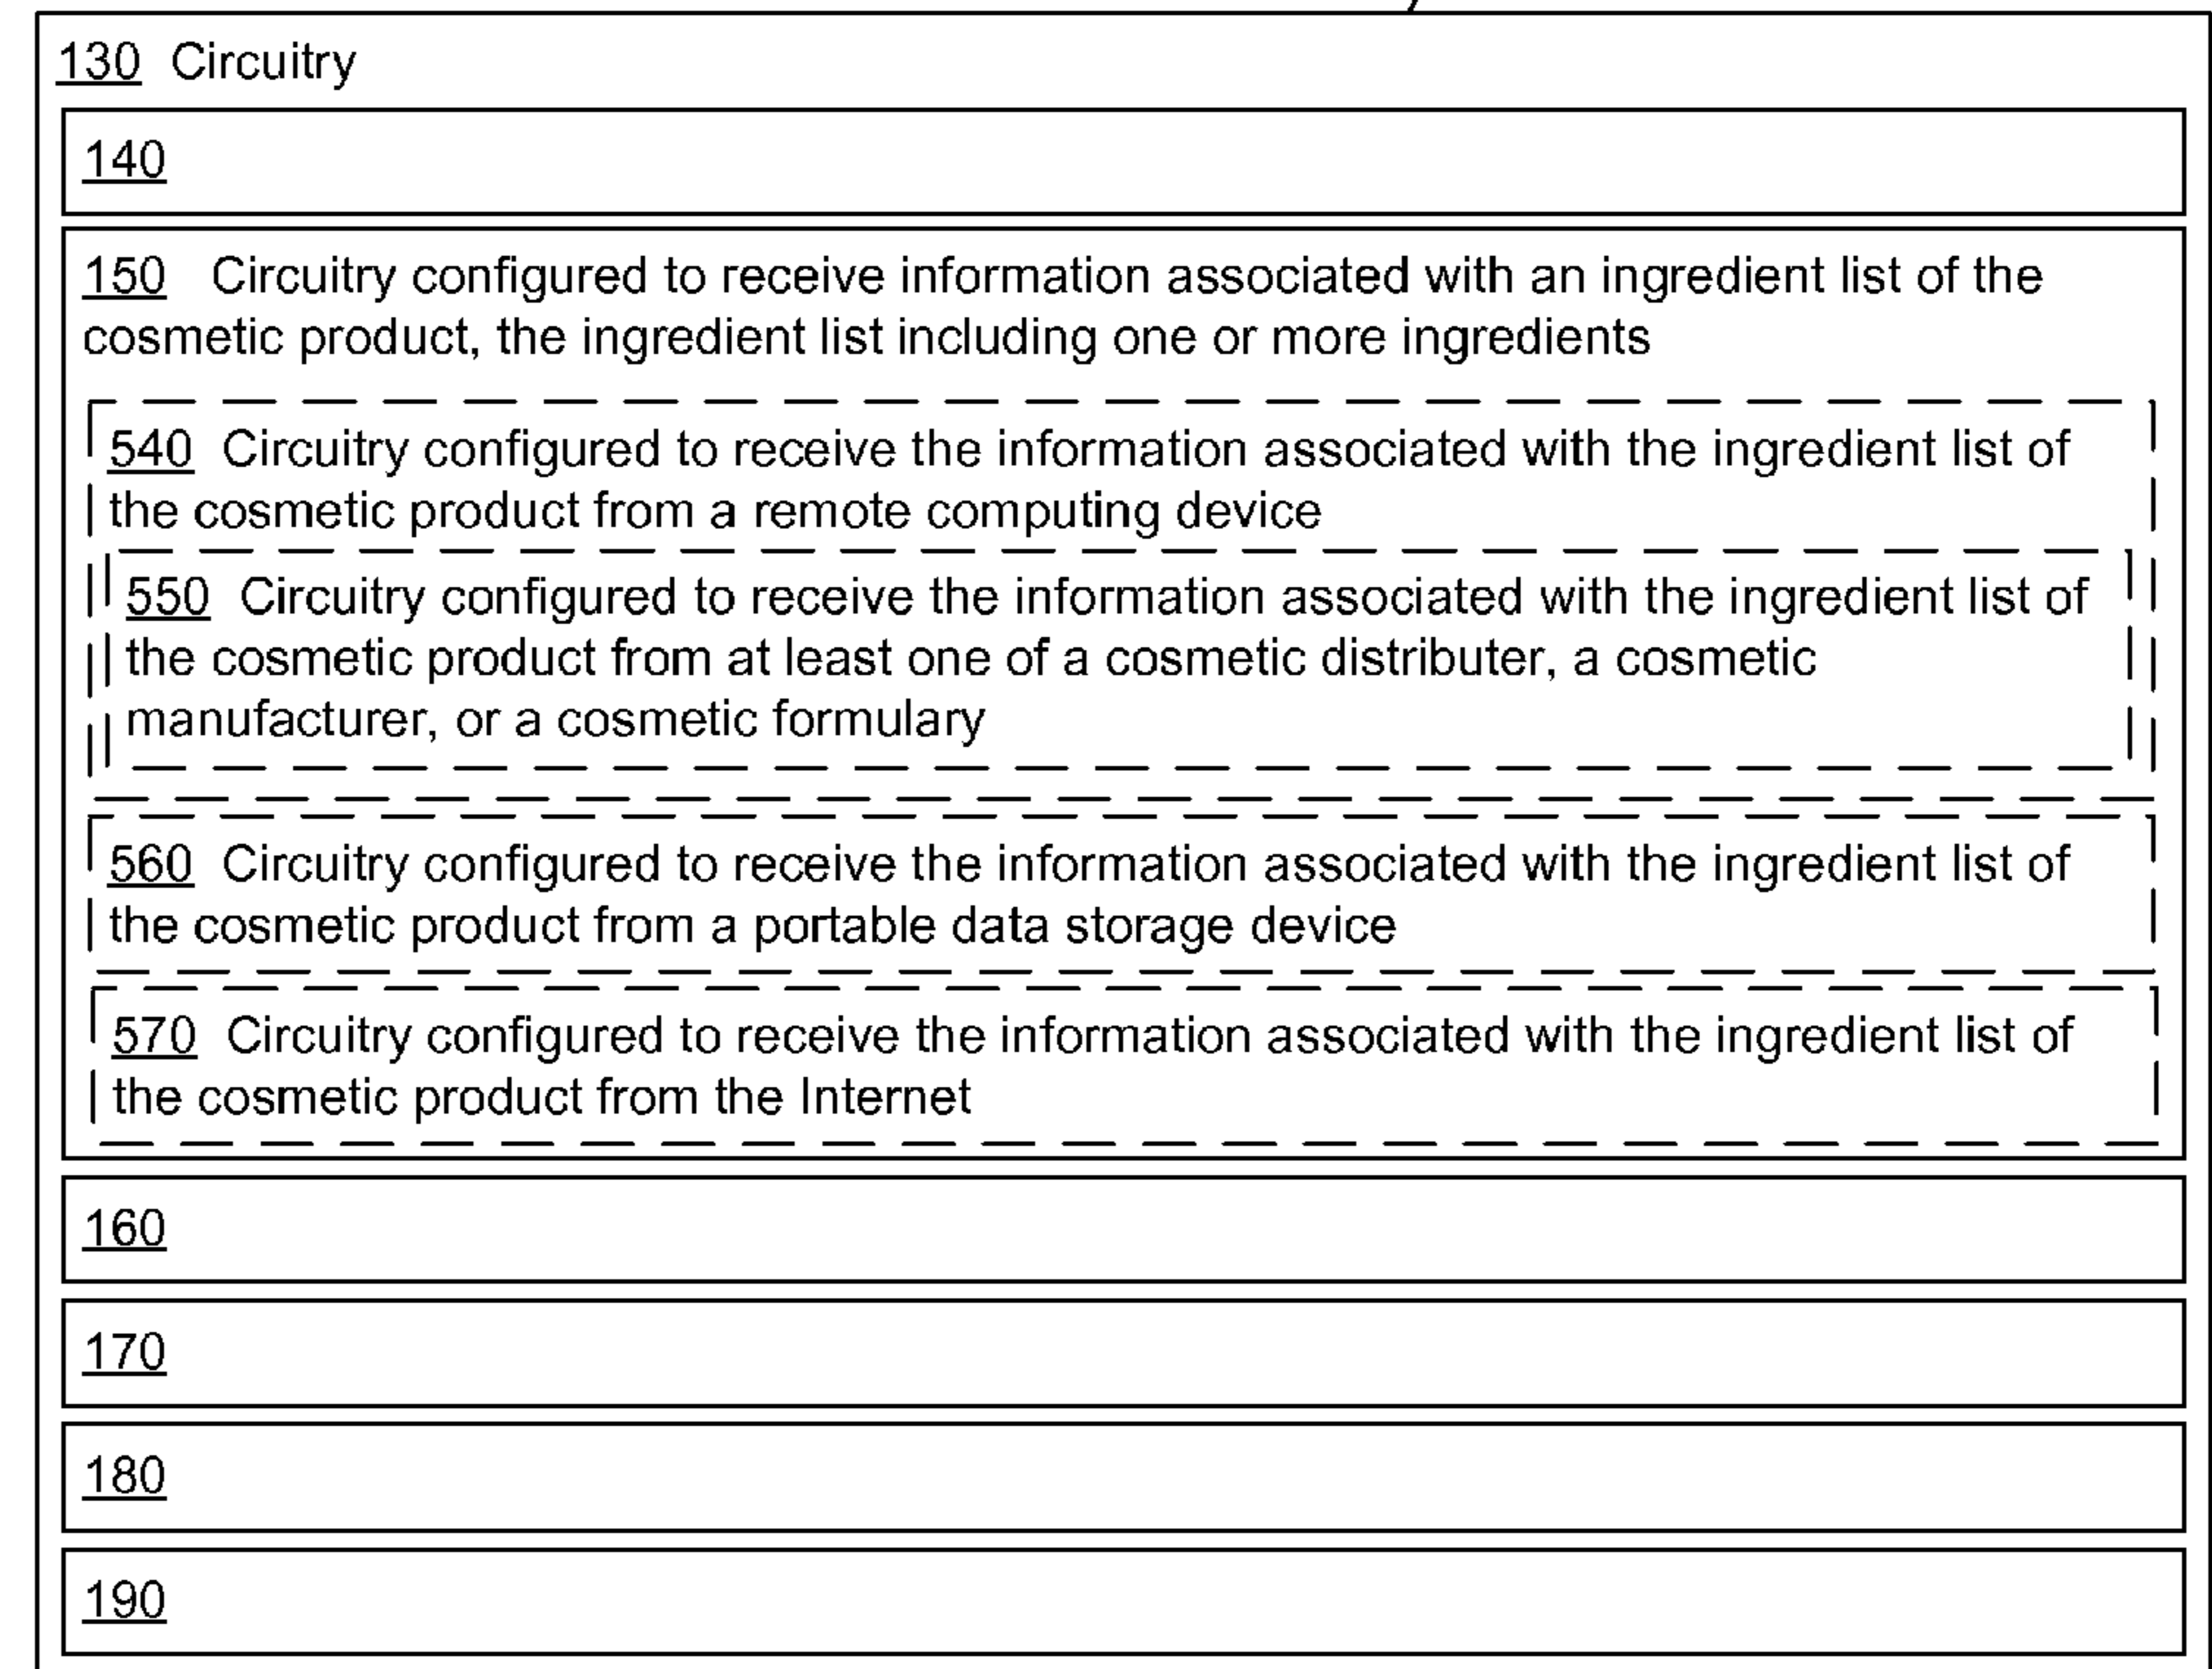 130 Circuitry
140
150 Circuitry configured to receive information associated with an ingredient list of the
cosmetic product, the ingredient list including one or more ingredients
540 Circuitry configured to receive the information associated with the ingredient list of
the cosmetic product from a remote computing device
550 Circuitry configured to receive the information associated with the ingredient list of
the cosmetic product from at least one of a cosmetic distributer, a cosmetic
manufacturer, or a cosmetic formulary
560 Circuitry configured to receive the information associated with the ingredient list of
the cosmetic product from a portable data storage device
570 Circuitry configured to receive the information associated with the ingredient list of
the cosmetic product from the Internet
160
170
180
190